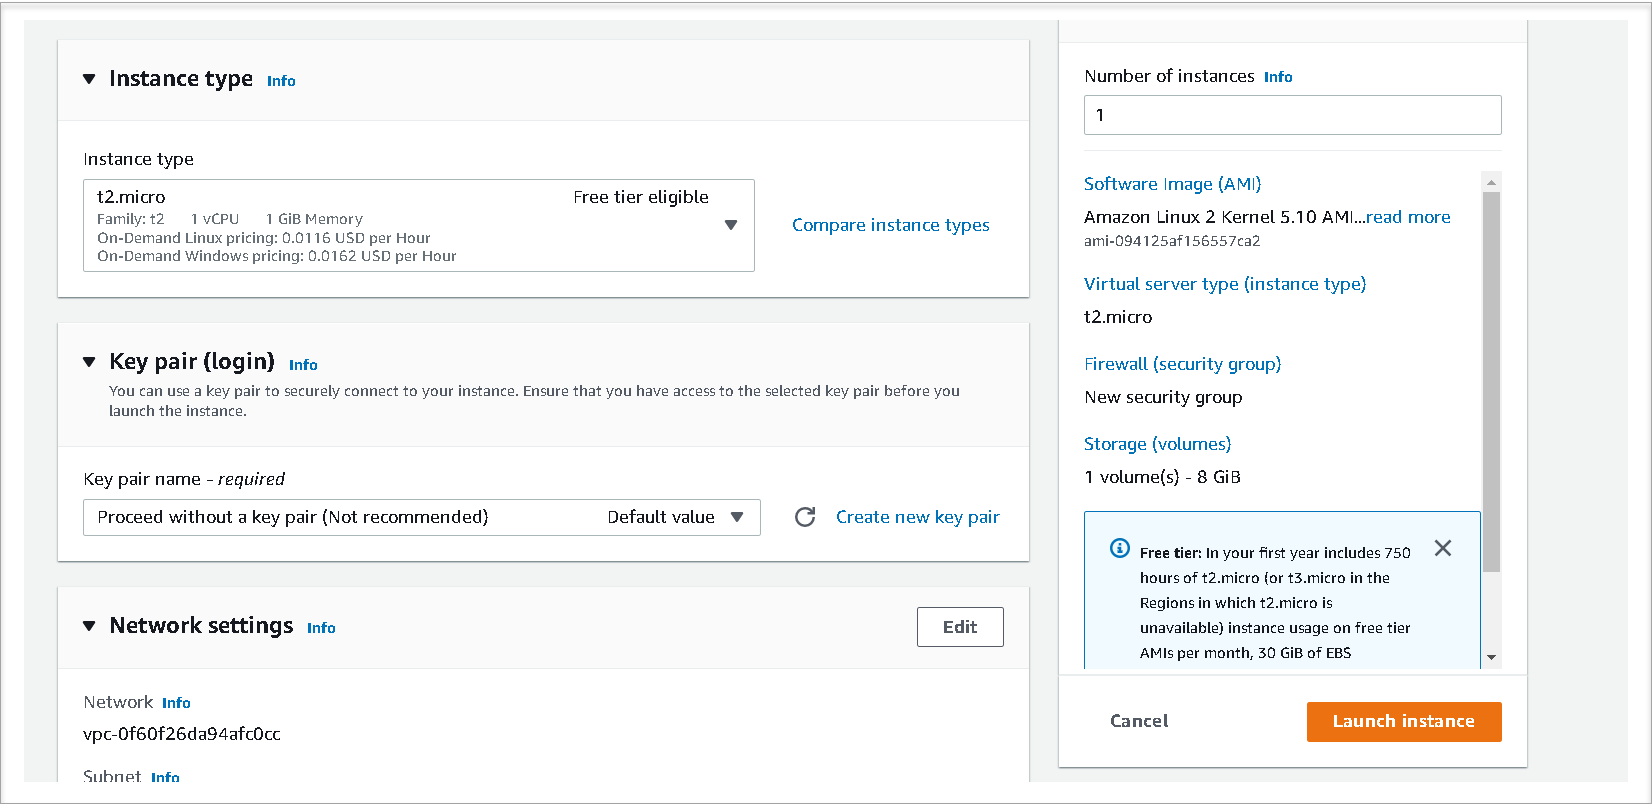 Instance type Info
Instance type
t2.micro Free tier eligible
Family: t2 1 vCPU 1 GiB Memory
On-Demand Linux pricing: 0.0116 USD per Hour
On-Demand Windows pricing: 0.0162 USD per Hour
Compare instance types
Key pair (login) Info
You can use a key pair to securely connect to your instance. Ensure that you have access to the selected key pair before you
launch the instance.
Key pair name - required
Proceed without a key pair (Not recommended) Default value
Create new key pair
Network settings Info
Edit
Network Info
vpc-0f60f26da94afc0cc
Subnet Info
Number of instances Info
1
Software Image (AMI)
Amazon Linux 2 Kernel 5.10 AMI...read more
ami-094125af156557ca2
Virtual server type (instance type)
t2.micro
Firewall (security group)
New security group
Storage (volumes)
1 volume(s) - 8 GiB
Free tier: In your first year includes 750
hours of t2.micro (or t3.micro in the
Regions in which t2.micro is
unavailable) instance usage on free tier
AMIs per month, 30 GiB of EBS
Cancel
Launch instance